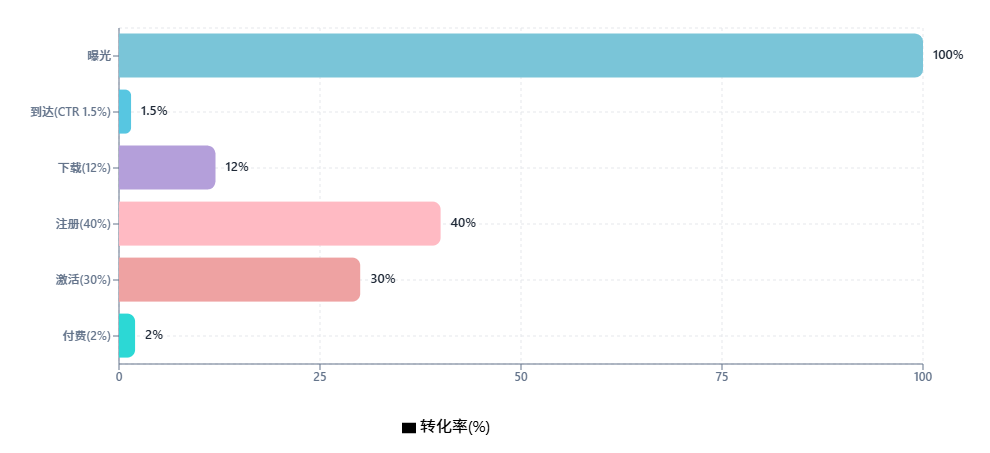 曝光
100%
到达(CTR 1.5%)
1.5%
下载(12%)
12%
注册(40%)
40%
激活(30%)
30%
付费(2%)
2%
0 25 50 75 100
转化率(%)